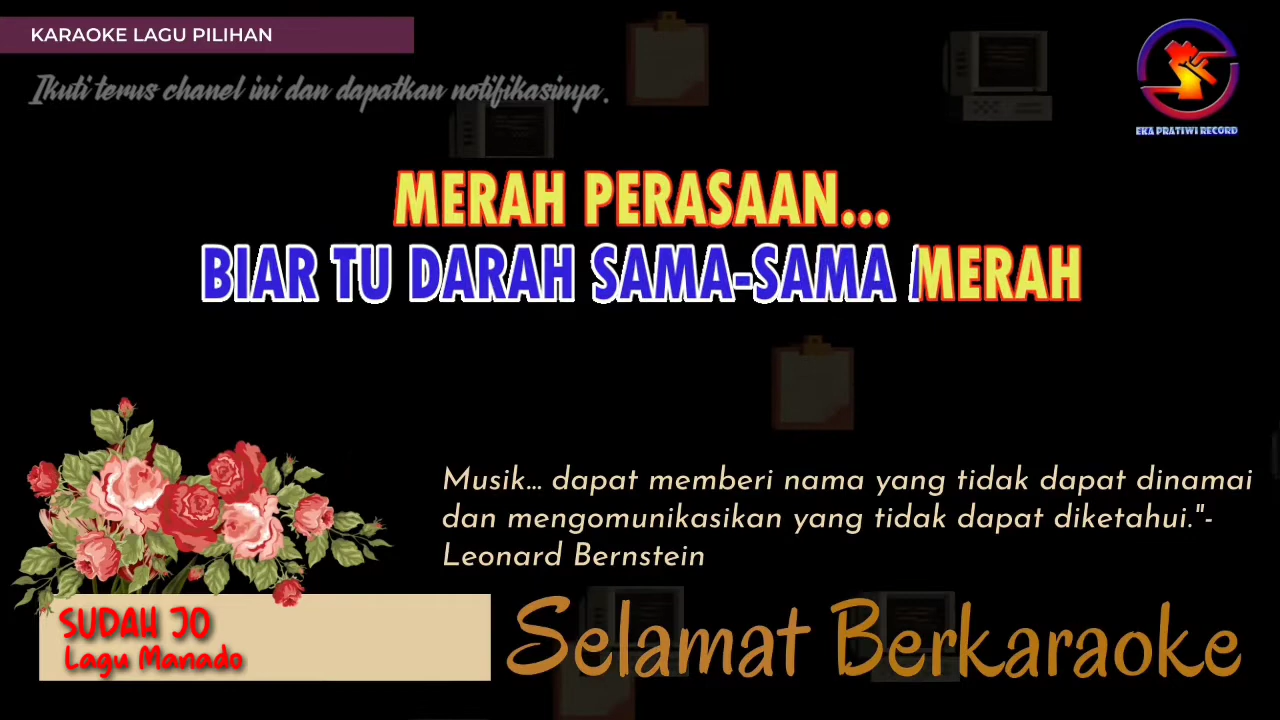 KARAOKE LAGU PILIHAN
Ikuti terus chanel ini dan dapatkan notifikasinya.
EKA PRATIWI RECORD
MERAH PERASAAN...
BIAR TU DARAH SAMA-SAMA MERAH
Musik... dapat memberi nama yang tidak dapat dinamai
dan mengomunikasikan yang tidak dapat diketahui."-
Leonard Bernstein
SUDAH JO
Lagu Manado
Selamat Berkaraoke